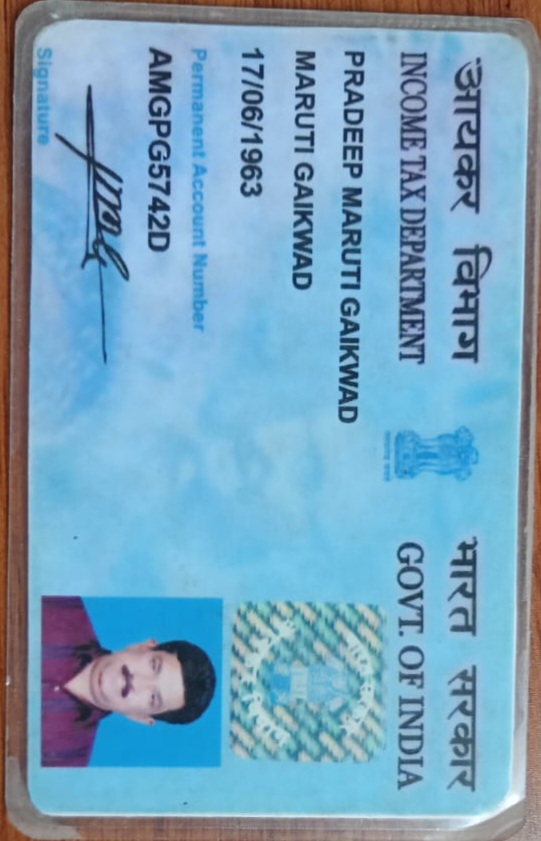 आयकर विभाग
INCOME TAX DEPARTMENT
भारत सरकार
GOVT. OF INDIA
PRADEEP MARUTI GAIKWAD
MARUTI GAIKWAD
17/06/1963
Permanent Account Number
AMGPG5742D
Signature